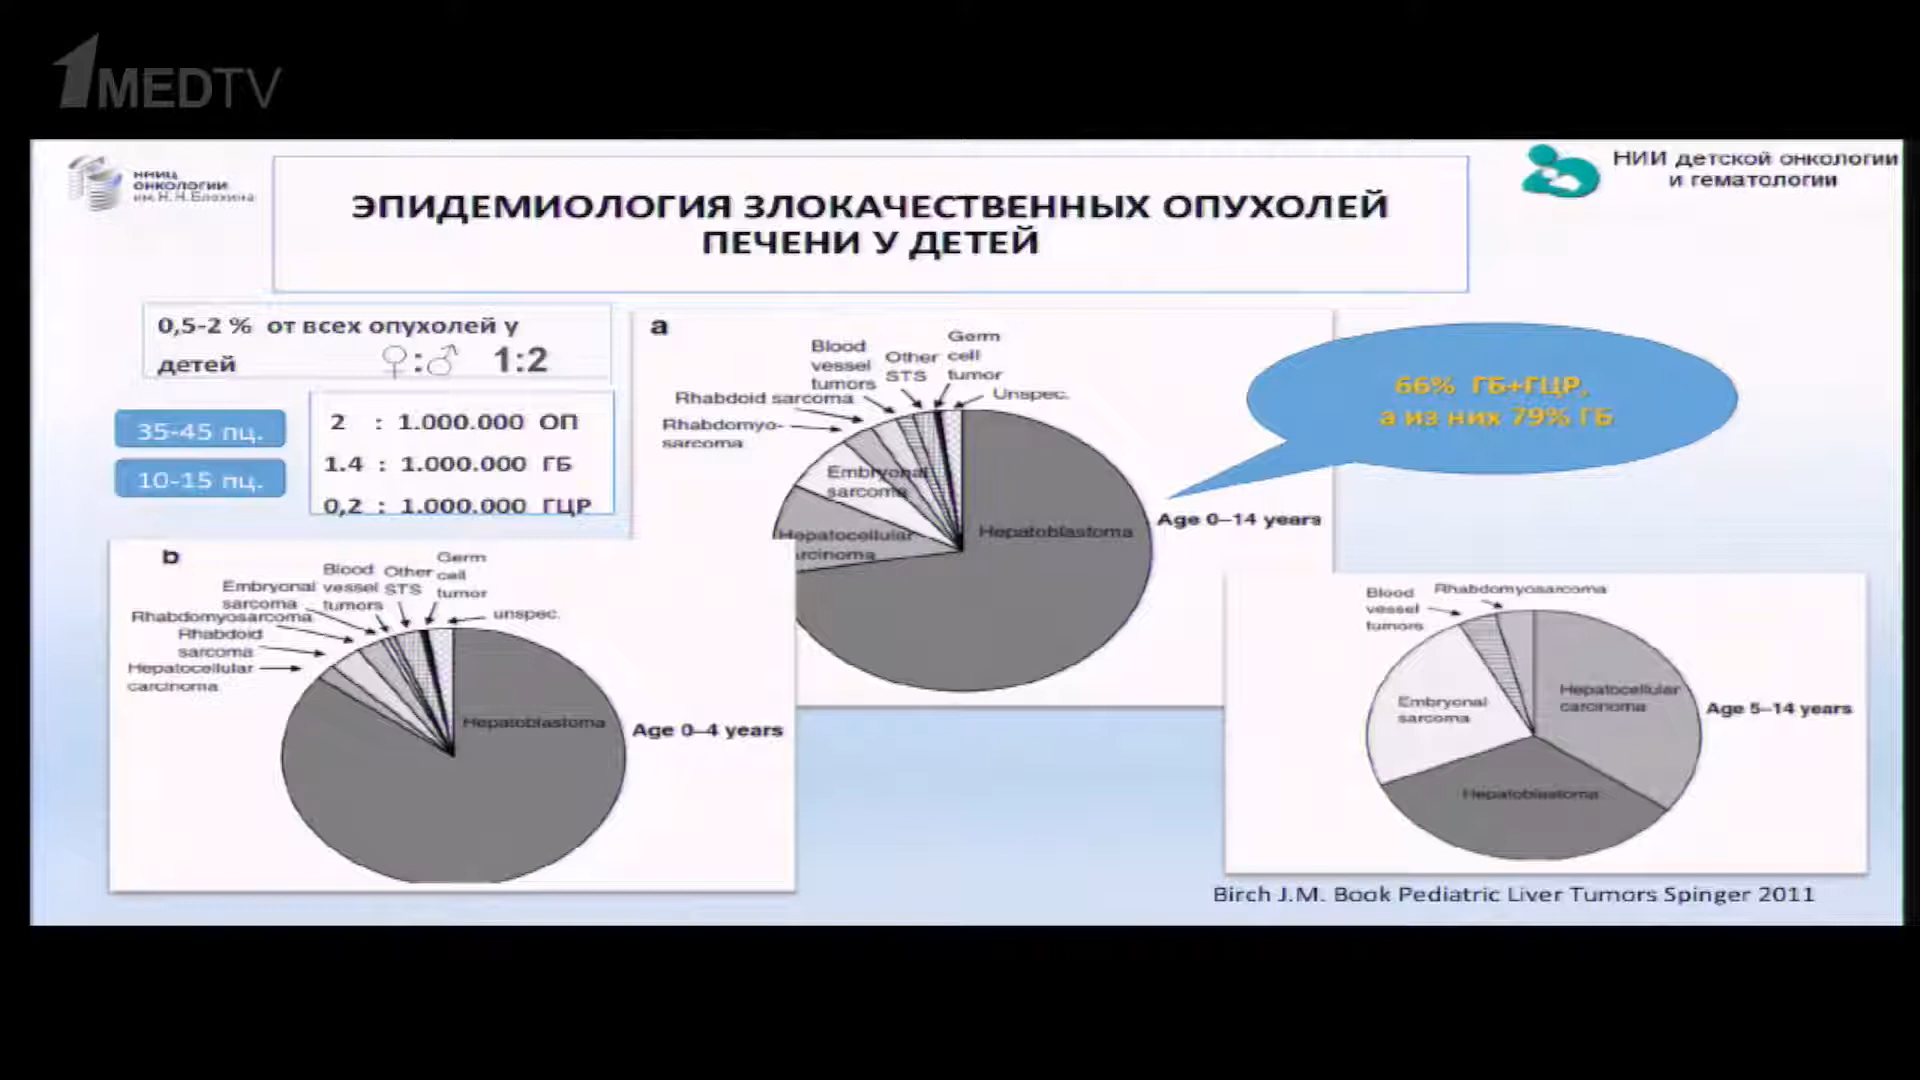 1MEDTV
ННИЦ
ОНКОЛОГИИ
им. Н.Н. Блохина
НИИ детской онкологии
и гематологии
ЭПИДЕМИОЛОГИЯ ЗЛОКАЧЕСТВЕННЫХ ОПУХОЛЕЙ
ПЕЧЕНИ У ДЕТЕЙ
0,5-2 % от всех опухолей у
детей ♀:♂ 1:2
35-45 пц.
10-15 пц.
2 : 1.000.000 ОП
1.4 : 1.000.000 ГБ
0,2 : 1.000.000 ГЦР
a
Blood
vessel
tumors
Other
STS
Germ
cell
tumor
Unspec.
Rhabdoid sarcoma
Rhabdomyo-
sarcoma
Embryonal
sarcoma
Hepatocellular
rcinoma
Hepatoblastoma
Age 0–14 years
66% ГБ+ГЦР,
а из них 79% ГБ
b
Germ
cell
tumor
Blood
vessel
tumors
Other
STS
unspec.
Embryonal
sarcoma
Rhabdomyosarcoma
Rhabdoid
sarcoma
Hepatocellular
carcinoma
Hepatoblastoma
Age 0–4 years
Blood
vessel
tumors
Rhabdomyosarcoma
Embryonal
sarcoma
Hepatocellular
carcinoma
Hepatoblastoma
Age 5–14 years
Birch J.M. Book Pediatric Liver Tumors Spinger 2011